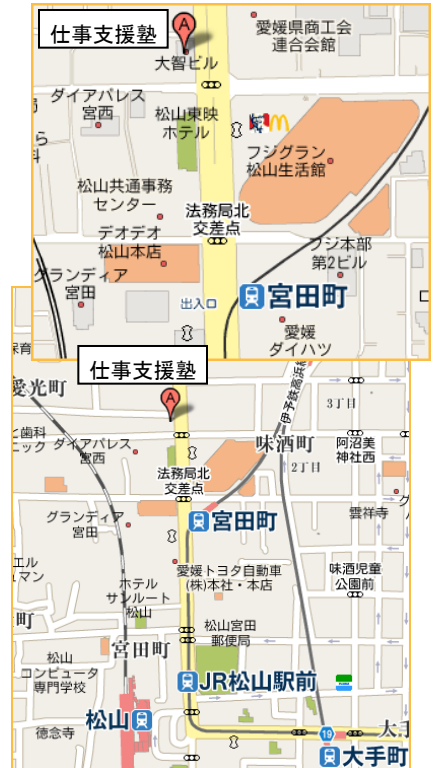 仕事支援塾
A
大智ビル
愛媛県商工会
連合会館
ダイアパレス
宮西
松山東映
ホテル
フジグラン
松山生活館
松山共通事務
センター
法務局北
交差点
デオデオ
松山本店
フジ本部
第2ビル
グランディア
宮田
出入口
宮田町
愛媛
ダイハツ
保育
仕事支援塾
A
愛光町
伊予鉄高浜線
3丁目
味酒町
2丁目
阿沼美
神社西
ダイアパレス
宮西
法務局北
交差点
宮田町
グランディア
宮田
雲祥寺
愛媛トヨタ自動車
(株)本社・本店
味酒児童
公園前
ホテル
サンルート
松山
松山宮田
郵便局
宮田町
松山
コンピュータ
専門学校
JR松山駅前
松山
徳念寺
19
大手町